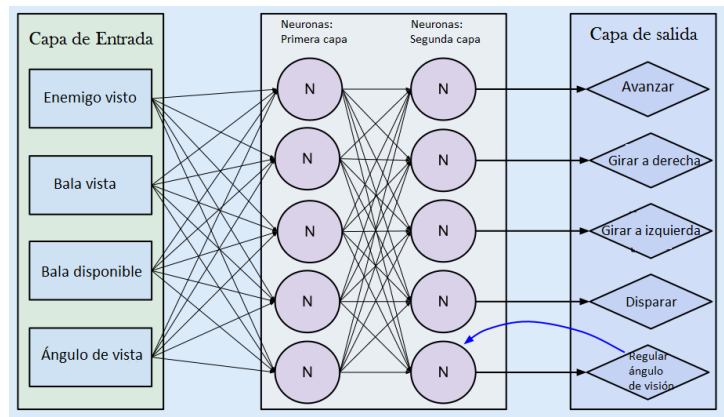 Capa de Entrada
Enemigo visto
Bala vista
Bala disponible
Ángulo de vista
Neuronas:
Primera capa
N
N
N
N
N
Neuronas:
Segunda capa
N
N
N
N
N
Capa de salida
Avanzar
Girar a derecha
Girar a izquierda
Disparar
Regular
ángulo
de visión